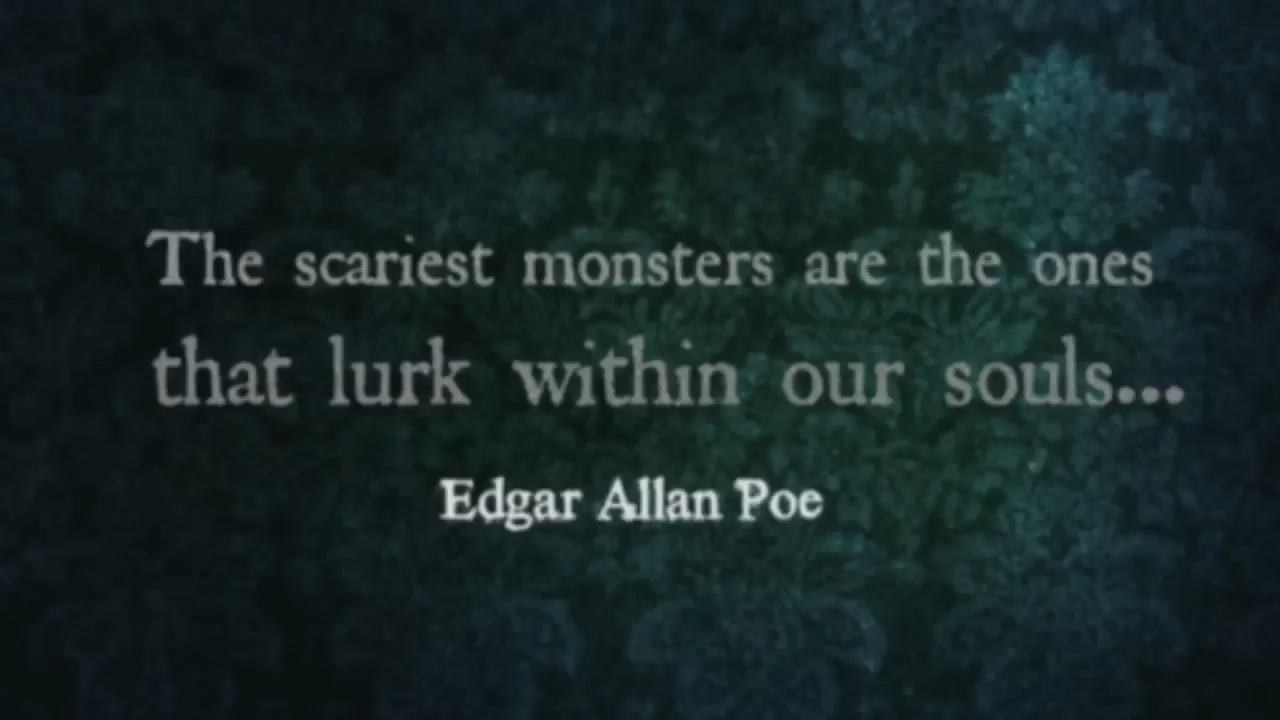 The scariest monsters are the ones
that lurk within our souls...
Edgar Allan Poe